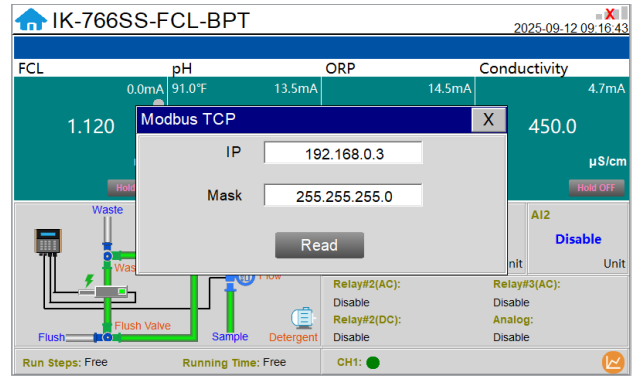 IK-766SS-FCL-BPT
2025-09-12 09:16:43
FCL
pH
ORP
Conductivity
0.0mA
91.0°F
13.5mA
14.5mA
4.7mA
1.120
450.0
µS/cm
Hold
Hold OFF
Modbus TCP
X
IP
192.168.0.3
Mask
255.255.255.0
Read
Waste
Was
Flow
Flush Valve
Flush
Sample
Detergent
AI2
Disable
nit
Unit
Relay#2(AC):
Relay#3(AC):
Disable
Disable
Relay#2(DC):
Analog:
Disable
Disable
Run Steps: Free
Running Time: Free
CH1: